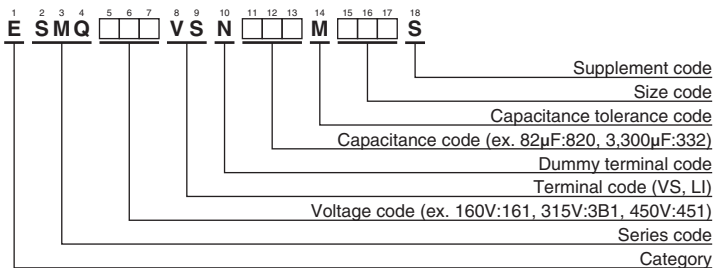 1 2 3 4 5 6 7 8 9 10 11 12 13 14 15 16 17 18
E SMQ □□□ VS N □□□ M □□□ S
Supplement code
Size code
Capacitance tolerance code
Capacitance code (ex. 82µF:820, 3,300µF:332)
Dummy terminal code
Terminal code (VS, LI)
Voltage code (ex. 160V:161, 315V:3B1, 450V:451)
Series code
Category